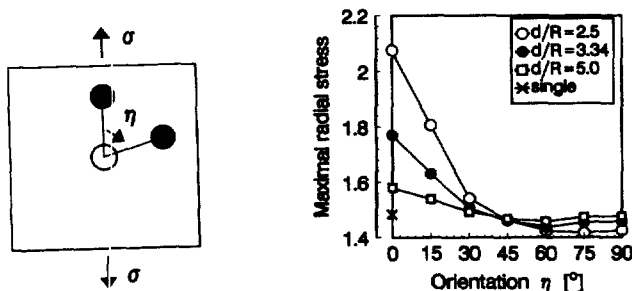 σ
η
σ
Maximal radial stress
2.2
2
1.8
1.6
1.4
d/R=2.5
d/R=3.34
d/R=5.0
single
0 15 30 45 60 75 90
Orientation η [°]